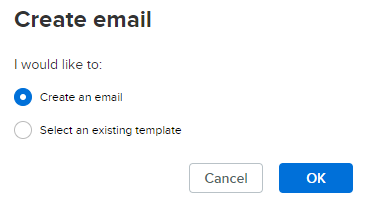 Create email
I would like to:
Create an email
Select an existing template
Cancel OK